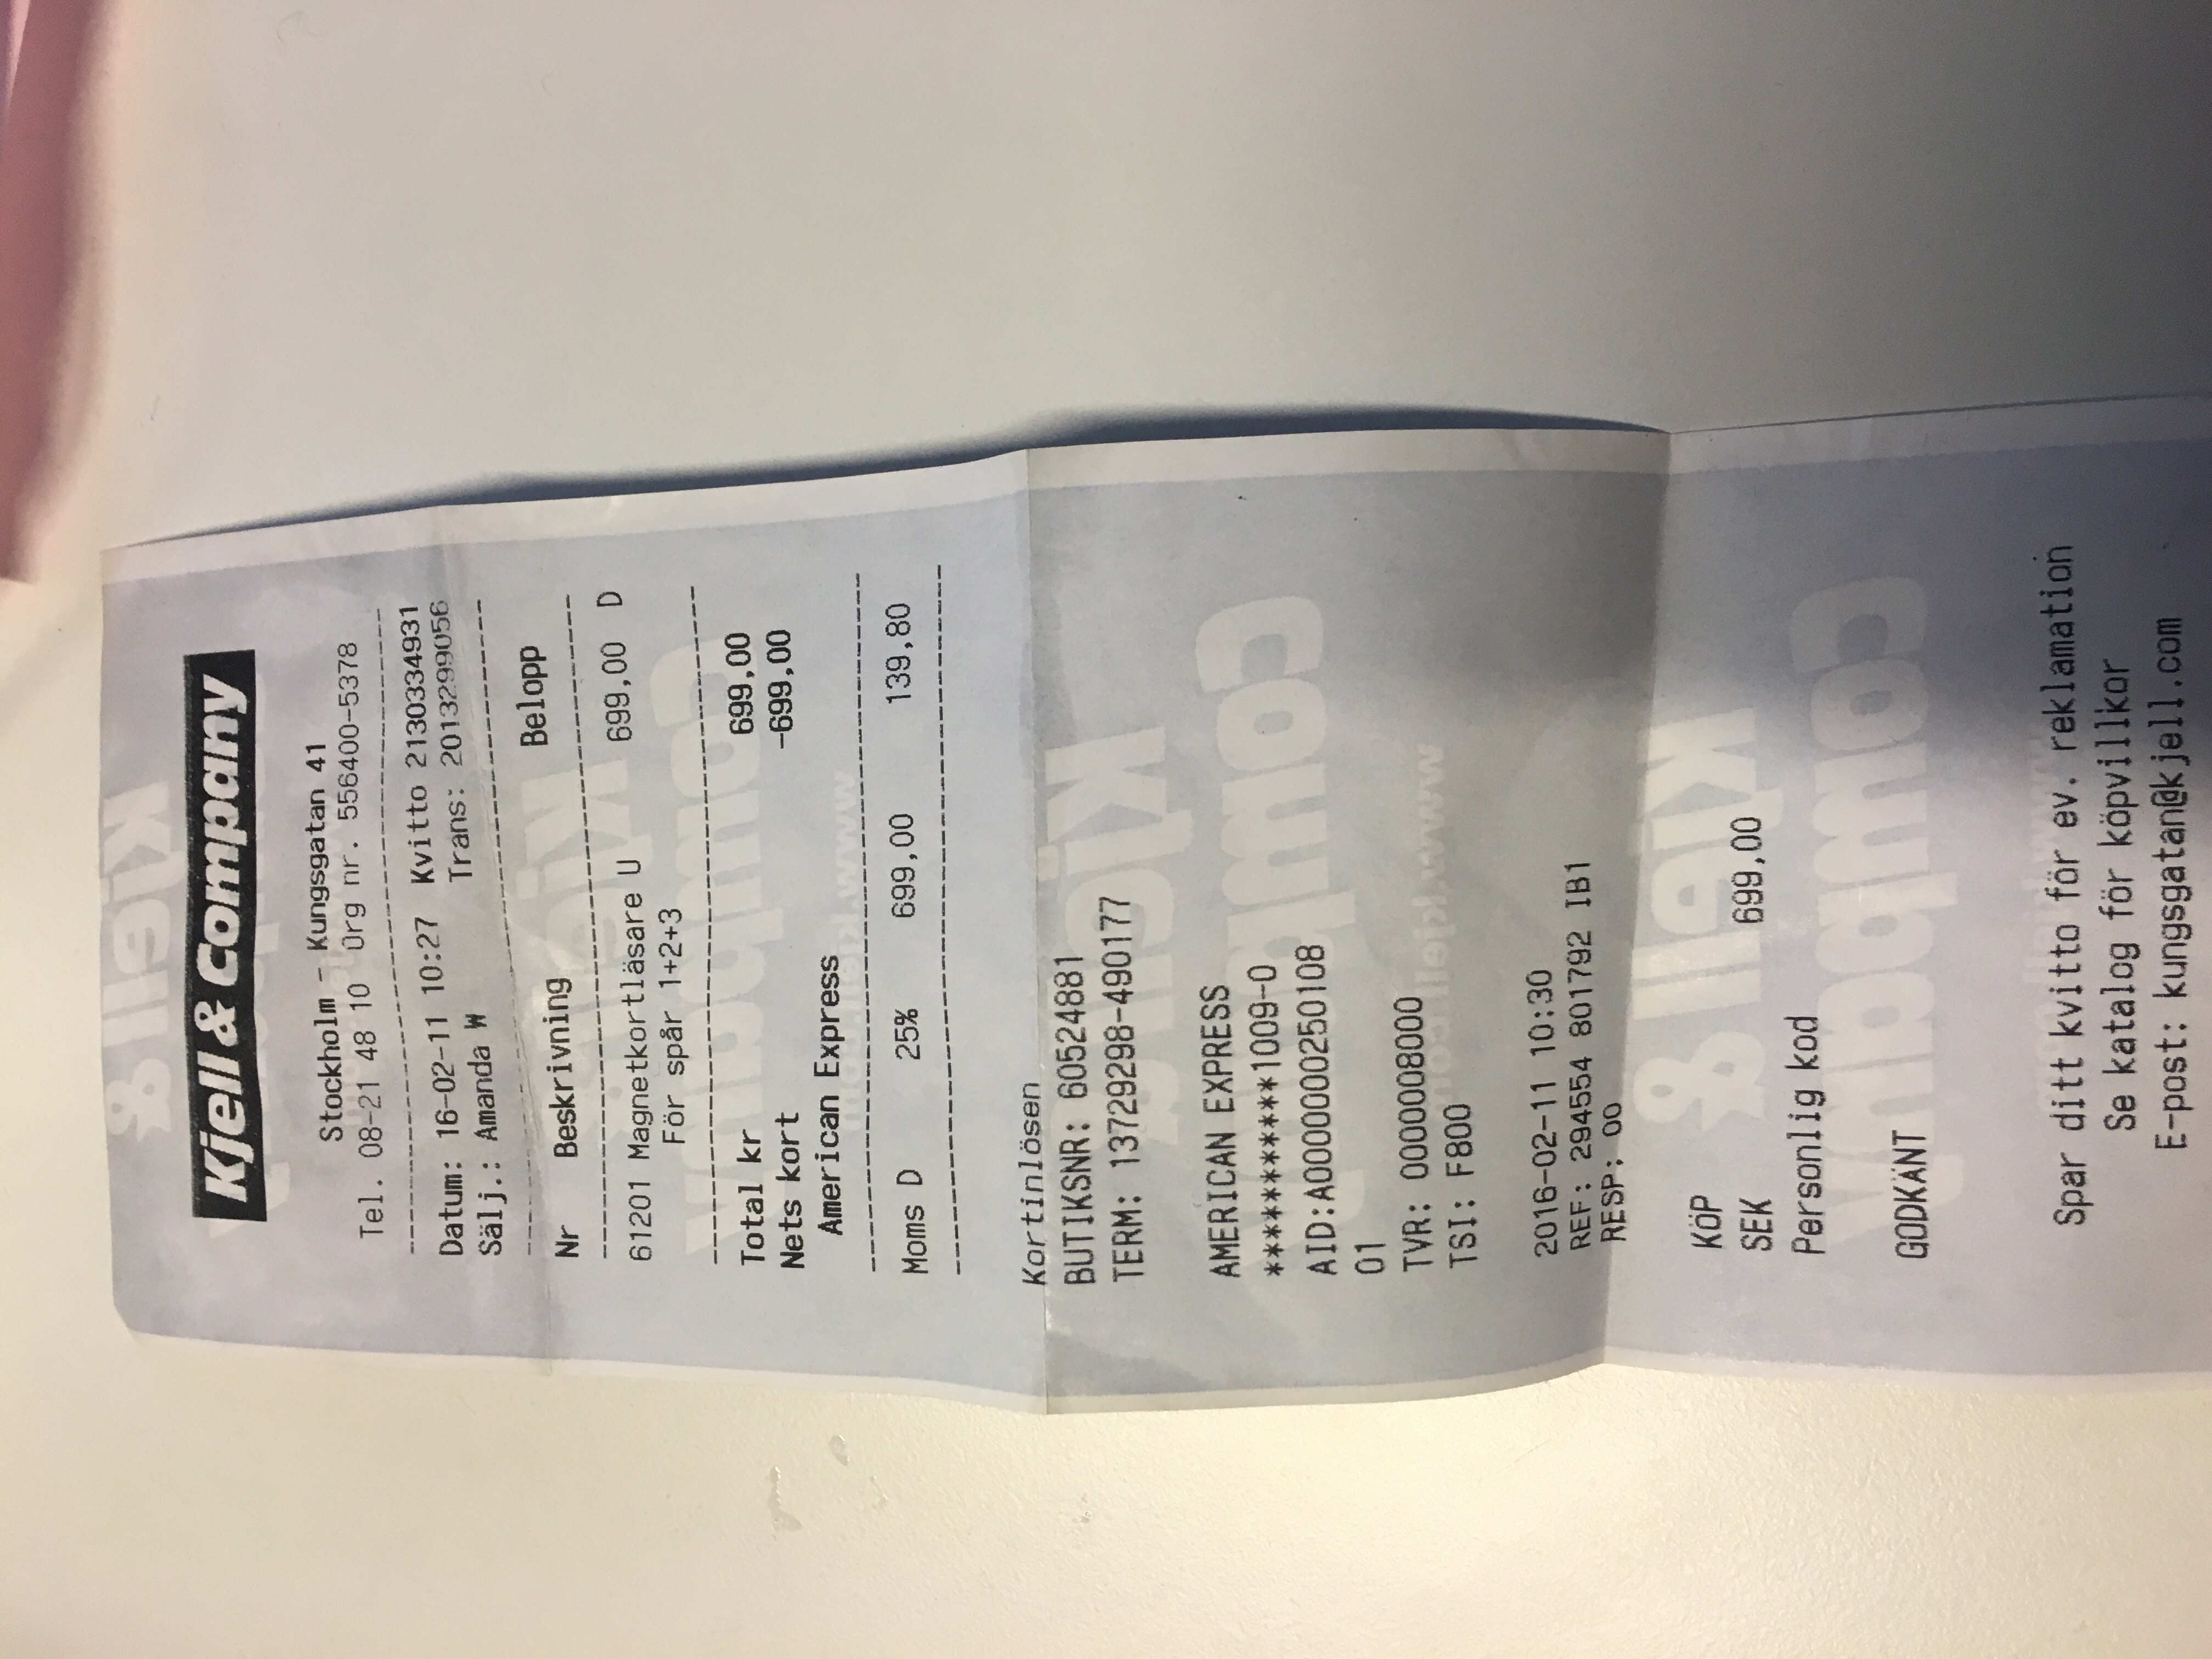 Kjell & Company
Stockholm - Kungsgatan 41
Tel. 08-21 48 10 Org nr. 556400-5378
Datum: 16-02-11 10:27 Kvitto 2130334931
Sälj.: Amanda W Trans: 2013299056
Nr Beskrivning Belopp
61201 Magnetkortläsare U 699,00 D
För spår 1+2+3
Total kr 699,00
Nets kort -699,00
American Express
Moms D 25% 699,00 139,80
Kortinlösen
BUTIKSNR: 60524881
TERM: 13729298-490177
AMERICAN EXPRESS
***********1009-0
AID:A0000000250108
01
TVR: 0000008000
TSI: F800
2016-02-11 10:30
REF: 294554 801792 IB1
RESP: 00
KÖP
SEK 699,00
Personlig kod
GODKÄNT
Spar ditt kvitto för ev. reklamation
Se katalog för köpvillkor
E-post: kungsgatan@kjell.com